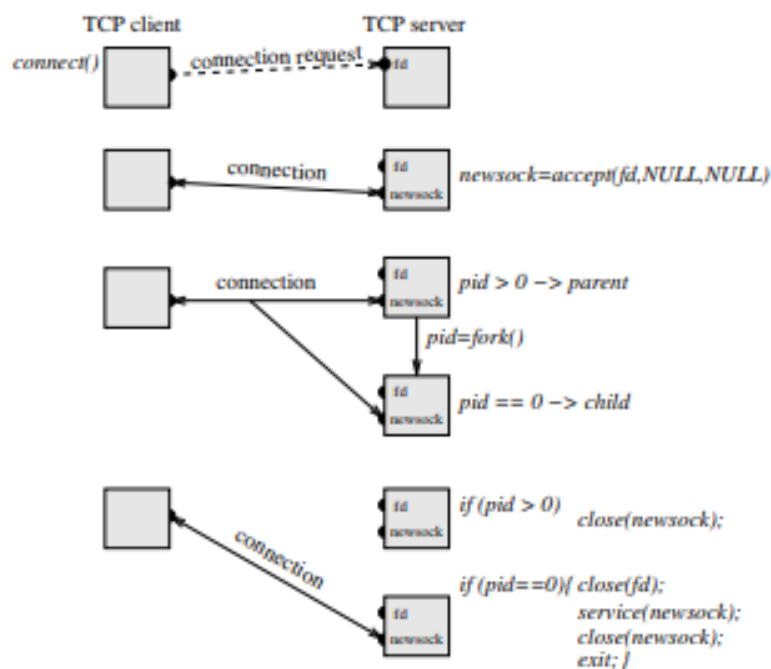 TCP client TCP server
connect() connection request fd
connection fd newsock=accept(fd,NULL,NULL)
newsock
connection fd pid > 0 −> parent
newsock
pid=fork()
fd pid == 0 −> child
newsock
fd if (pid > 0)
newsock close(newsock);
connection
if (pid==0){ close(fd);
fd service(newsock);
newsock close(newsock);
exit; }